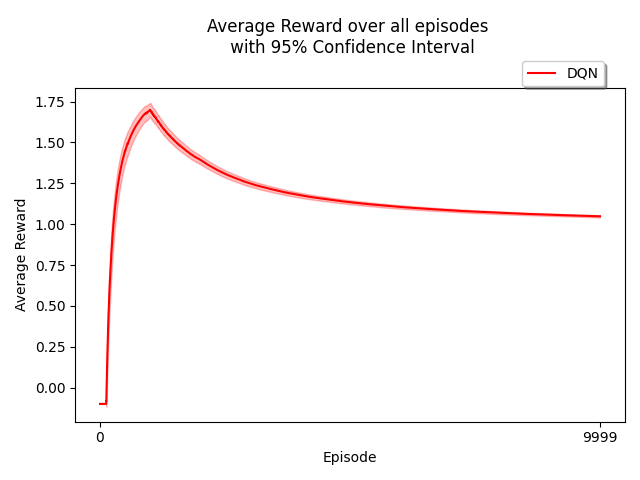 Average Reward over all episodes
with 95% Confidence Interval
DQN
1.75
1.50
1.25
1.00
0.75
0.50
0.25
0.00
Average Reward
0
9999
Episode